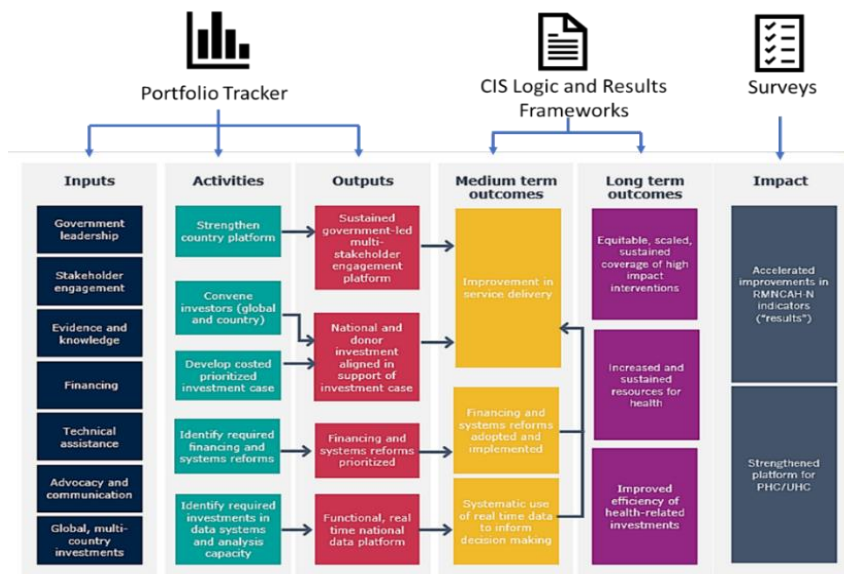 Portfolio Tracker
CIS Logic and Results
Frameworks
Surveys
Inputs
Government
leadership
Stakeholder
engagement
Evidence and
knowledge
Financing
Technical
assistance
Advocacy and
communication
Global, multi-
country
investments
Activities
Strengthen
country platform
Convene
investors (global
and country)
Develop costed
prioritized
investment case
Identify required
financing and
systems reforms
Identify required
investments in
data systems
and analysis
capacity
Outputs
Sustained
government-led
multi-
stakeholder
engagement
platform
National and
donor
investment
aligned in
support of
investment case
Financing and
systems reforms
prioritized
Functional, real
time national
data platform
Medium term
outcomes
Improvement in
service delivery
Financing and
systems reforms
adopted and
implemented
Systematic use
of real time data
to inform
decision making
Long term
outcomes
Equitable, scaled,
sustained
coverage of high
impact
interventions
Increased and
sustained
resources for
health
Improved
efficiency of
health-related
investments
Impact
Accelerated
improvements in
RMNCAH-N
indicators
("results")
Strengthened
platform for
PHC/UHC